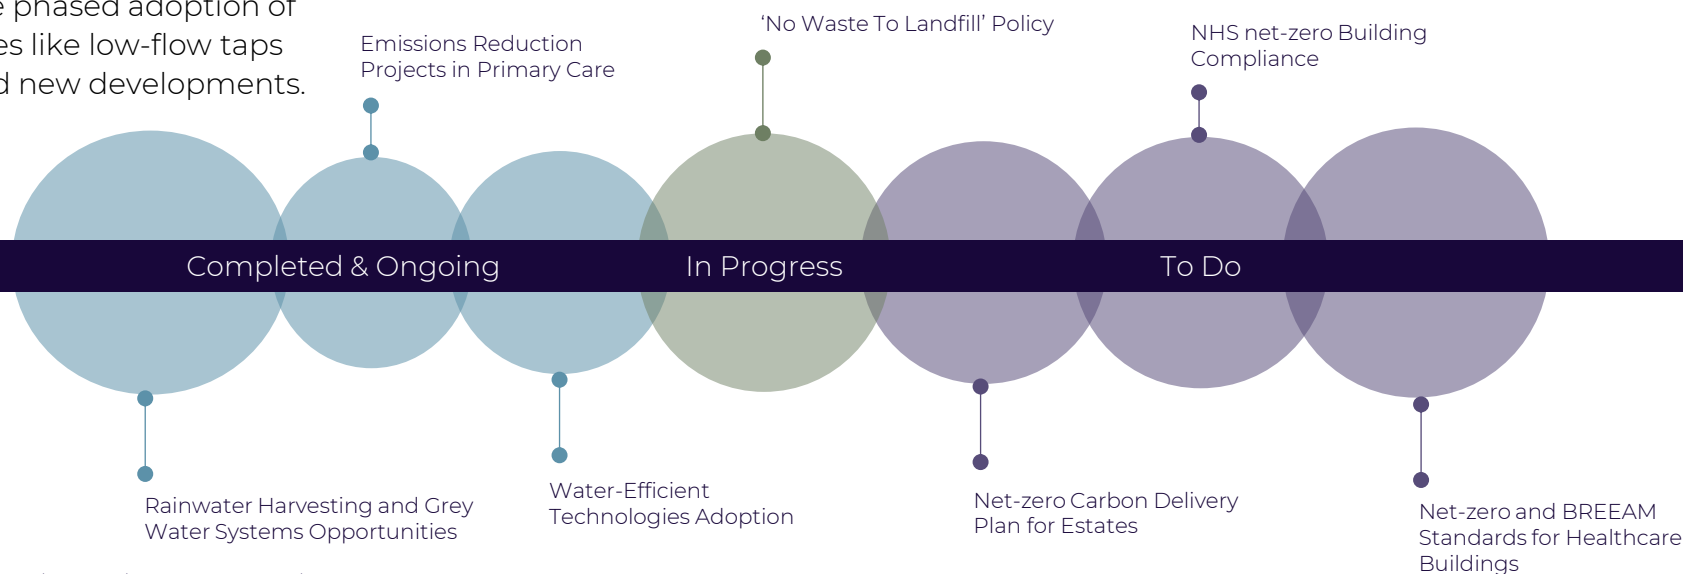 phased adoption of
like low-flow taps
new developments.
Emissions Reduction
Projects in Primary Care
‘No Waste To Landfill’ Policy
NHS net-zero Building
Compliance
Completed & Ongoing
In Progress
To Do
Rainwater Harvesting and Grey
Water Systems Opportunities
Water-Efficient
Technologies Adoption
Net-zero Carbon Delivery
Plan for Estates
Net-zero and BREEAM
Standards for Healthcare
Buildings